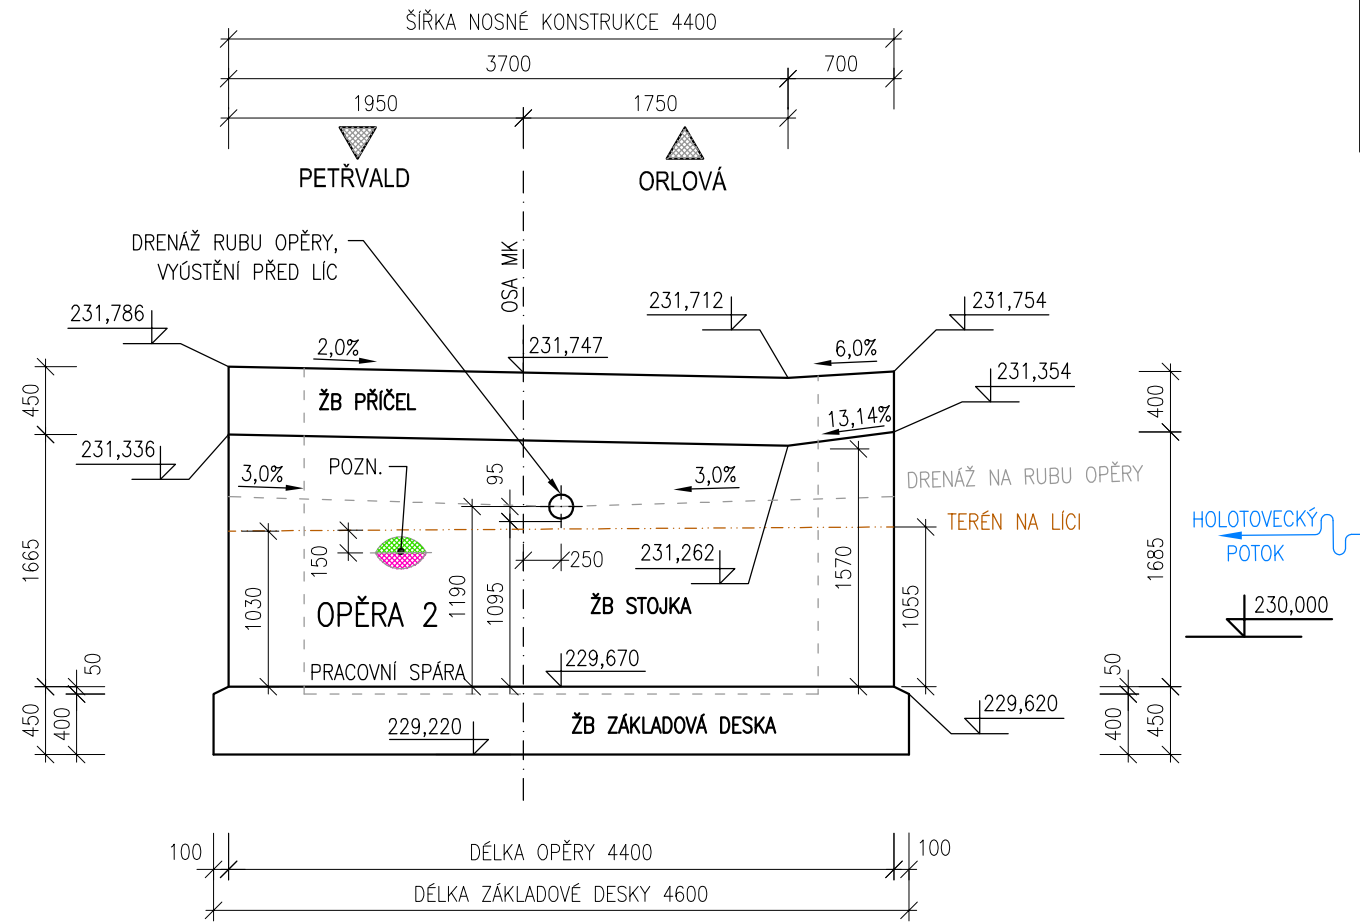 ŠÍŘKA NOSNÉ KONSTRUKCE 4400
3700
700
1950
1750
PETŘVALD
ORLOVÁ
DRENÁŽ RUBU OPĚRY,
VYÚSTĚNÍ PŘED LÍC
OSA MK
231,786
231,712
231,754
2,0%
231,747
6,0%
231,354
450
ŽB PŘÍČEL
13,14%
400
231,336
3,0%
POZN.
95
3,0%
DRENÁŽ NA RUBU OPĚRY
TERÉN NA LÍCI
HOLOTOVECKÝ
POTOK
1665
150
250
231,262
1570
1685
1030
1190
1095
1055
OPĚRA 2
ŽB STOJKA
230,000
50
PRACOVNÍ SPÁRA
229,670
50
450
400
229,220
ŽB ZÁKLADOVÁ DESKA
229,620
400
450
100
DÉLKA OPĚRY 4400
100
DÉLKA ZÁKLADOVÉ DESKY 4600